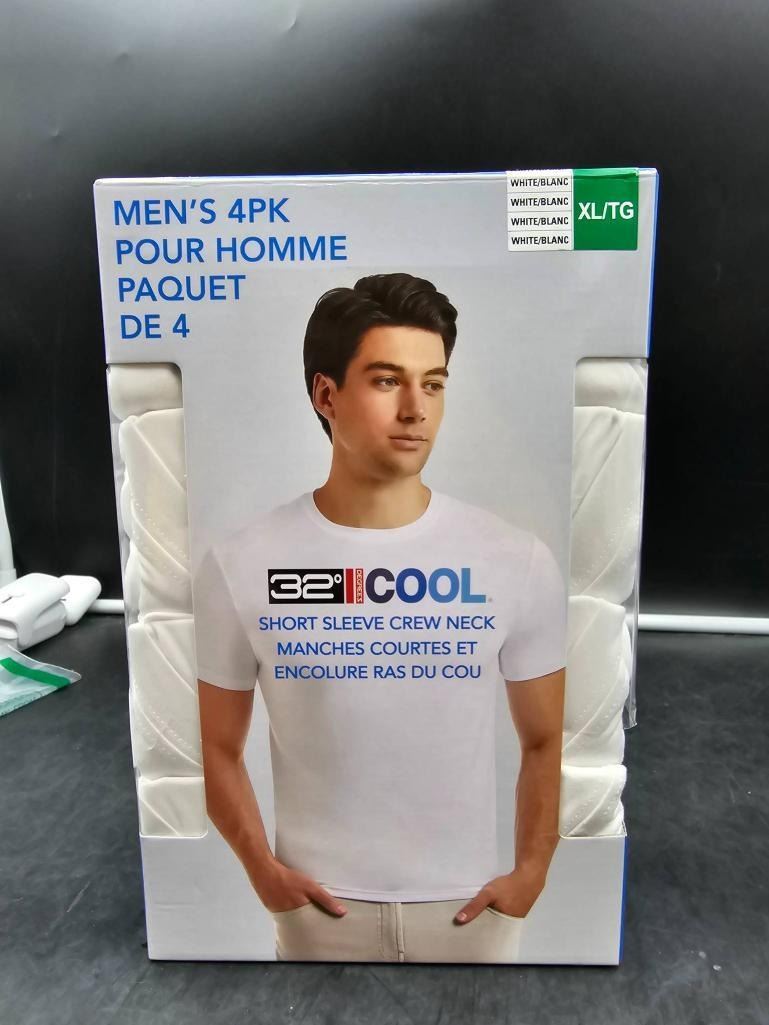 MEN'S 4PK
POUR HOMME
PAQUET
DE 4
WHITE/BLANC
WHITE/BLANC
WHITE/BLANC
WHITE/BLANC
XL/TG
32° DEGREES COOL
SHORT SLEEVE CREW NECK
MANCHES COURTES ET
ENCOLURE RAS DU COU